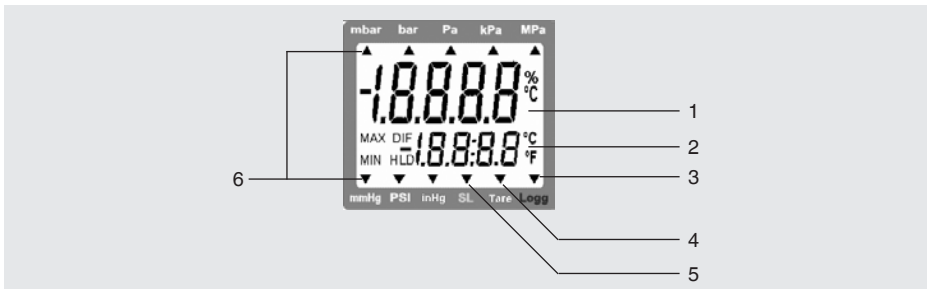 mbar bar Pa kPa MPa
-1.8.8.8.8 % °C
1
MAX DIF
-1.8.8:8.8 °C
2
MIN HLD °F
3
6
mmHg PSI inHg SL Tare Logg
4
5